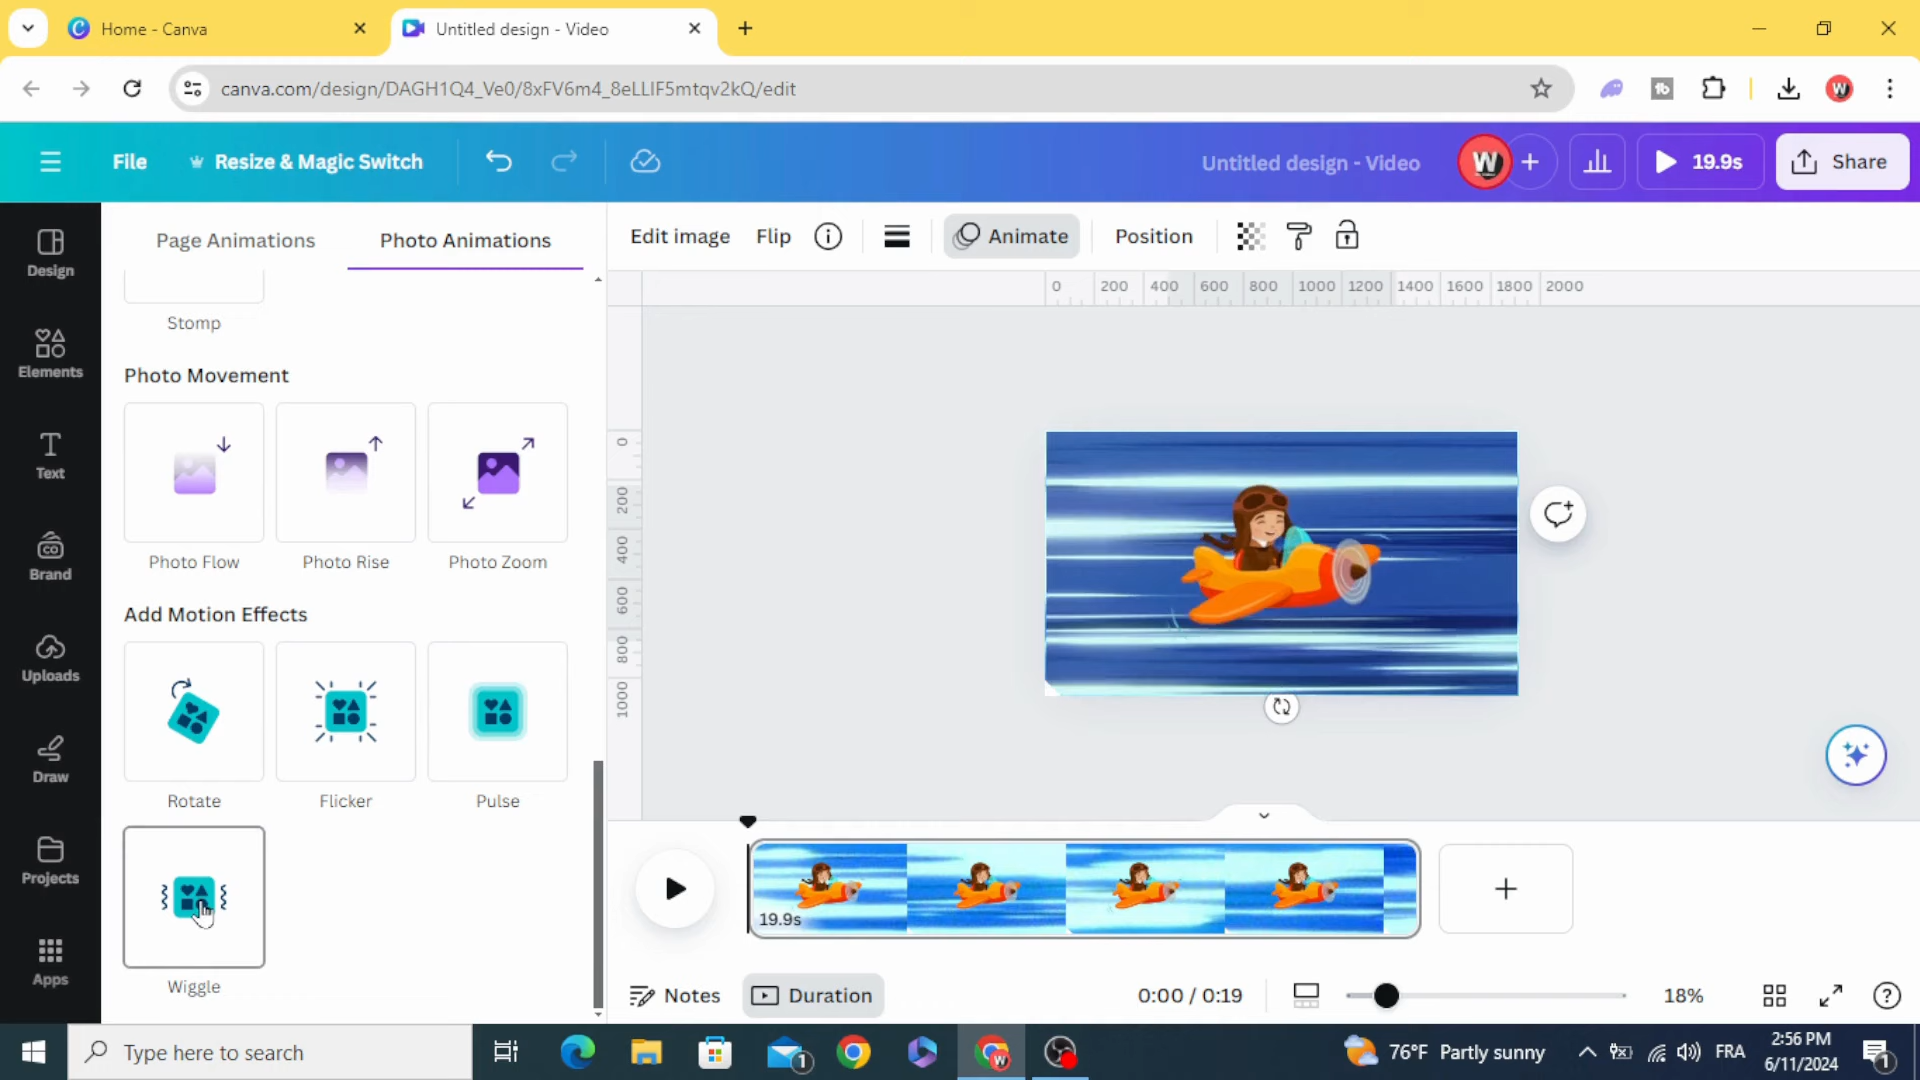 Home - Canva
Untitled design - Video
canva.com/design/DAGH1Q4_Ve0/8xFV6m4_8eLLIF5mtqv2kQ/edit
W
File
Resize & Magic Switch
Untitled design - Video
W
19.9s
Share
Design
Elements
Text
Brand
Uploads
Draw
Projects
Apps
Page Animations
Photo Animations
Stomp
Photo Movement
Photo Flow
Photo Rise
Photo Zoom
Add Motion Effects
Rotate
Flicker
Pulse
Wiggle
Edit image
Flip
Animate
Position
0 200 400 600 800 1000 1200 1400 1600 1800 2000
0
200
400
600
800
1000
19.9s
Notes
Duration
0:00 / 0:19
18%
Type here to search
1
76°F Partly sunny
FRA
2:56 PM
6/11/2024
1